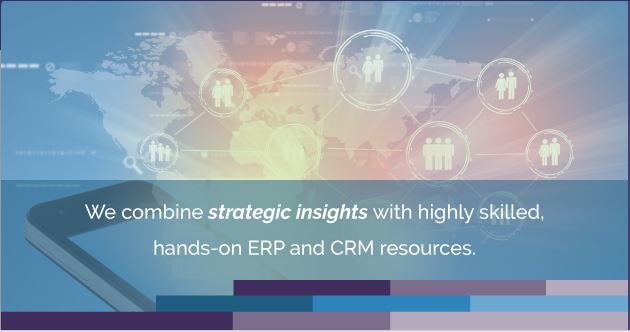 We combine strategic insights with highly skilled,
hands-on ERP and CRM resources.